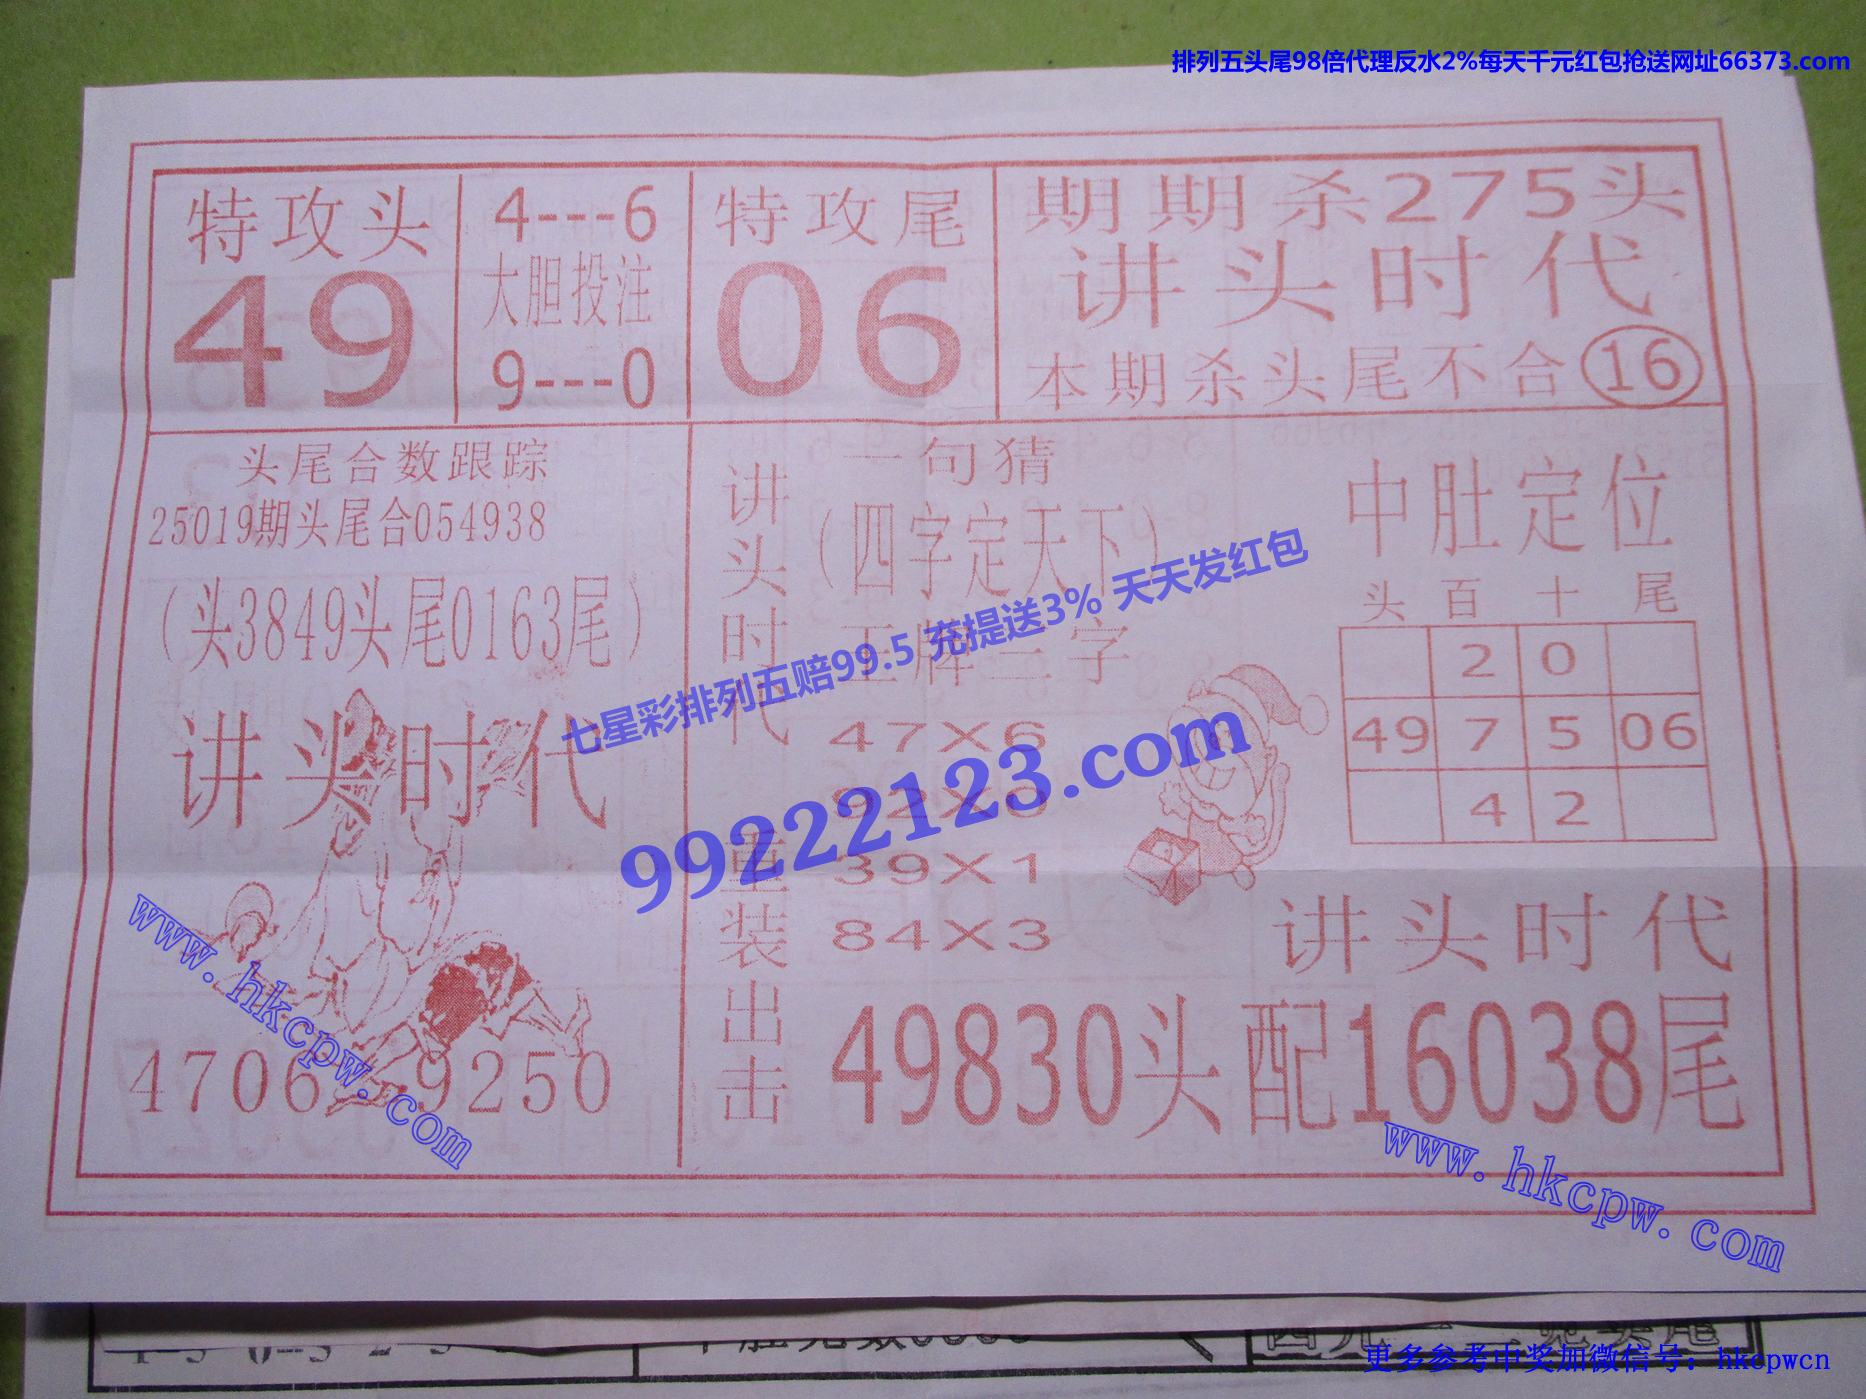 排列五头尾98倍代理反水2%每天千元红包抢送网址66373.com
特攻头
49
4---6
大胆投注
9---0
特攻尾
06
期期杀275头
讲头时代
本期杀头尾不合16
头尾合数跟踪
25019期头尾合054938
(头3849头尾0163尾)
讲头时代
4706 9250
讲头时代
重装出击
一句猜
(四字定天下)
王牌三字
47X6
92X
39X1
84X3
中肚定位
头 百 十 尾
2 0
49 7 5 06
4 2
讲头时代
49830头配16038尾
七星彩排列五赔99.5 充提送3% 天天发红包
99222123.com
www.hkcpw.com
www.hkcpw.com
更多参考中奖加微信号：hkcpwcn